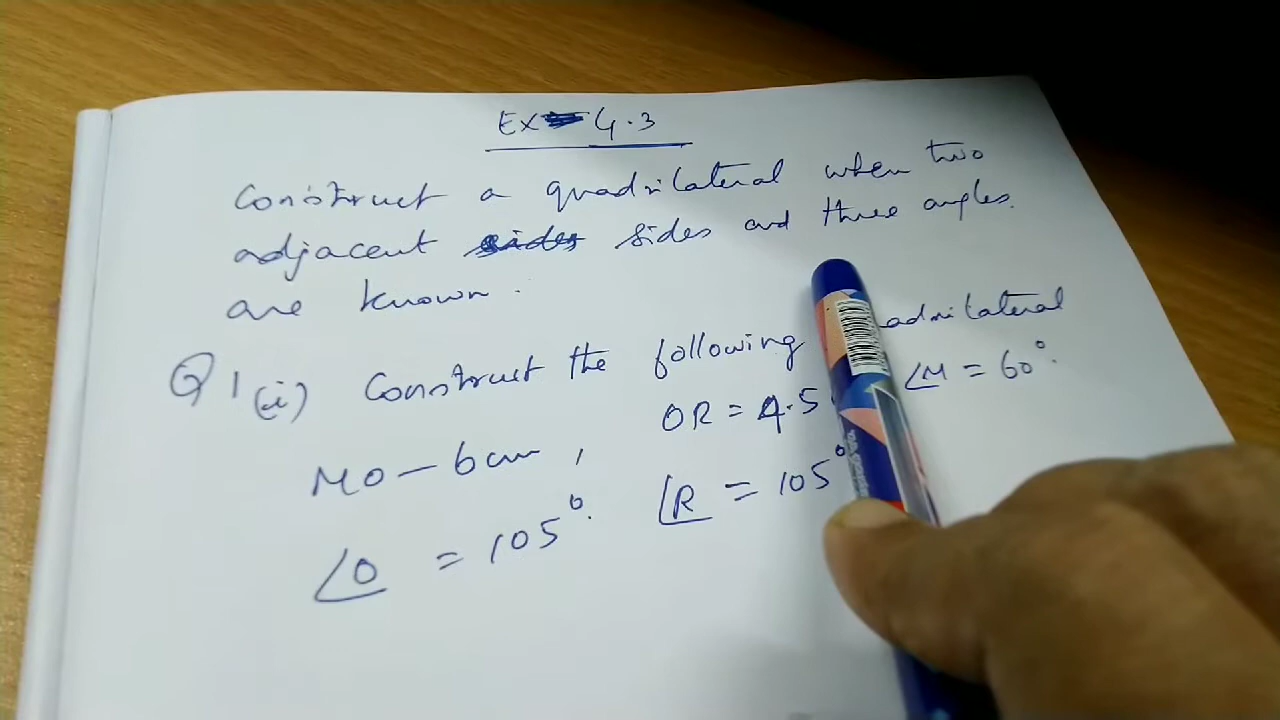 Ex 4.3
Construct a quadrilateral when two
adjacent sides and three angles.
are known.
Q1(i) Construct the following
MO - 6cm, OR = 4.5 ∠M = 60°.
∠O = 105°. ∠R = 105°